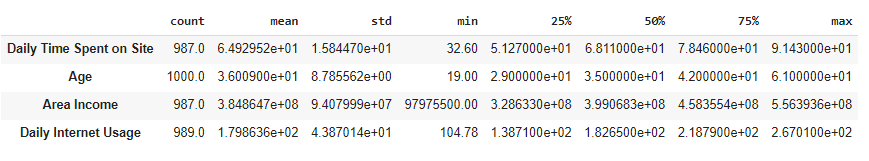 count mean std min 25% 50% 75% max
Daily Time Spent on Site 987.0 6.492952e+01 1.584470e+01 32.60 5.127000e+01 6.811000e+01 7.846000e+01 9.143000e+01
Age 1000.0 3.600900e+01 8.785562e+00 19.00 2.900000e+01 3.500000e+01 4.200000e+01 6.100000e+01
Area Income 987.0 3.848647e+08 9.407999e+07 97975500.00 3.286330e+08 3.990683e+08 4.583554e+08 5.563936e+08
Daily Internet Usage 989.0 1.798636e+02 4.387014e+01 104.78 1.387100e+02 1.826500e+02 2.187900e+02 2.670100e+02